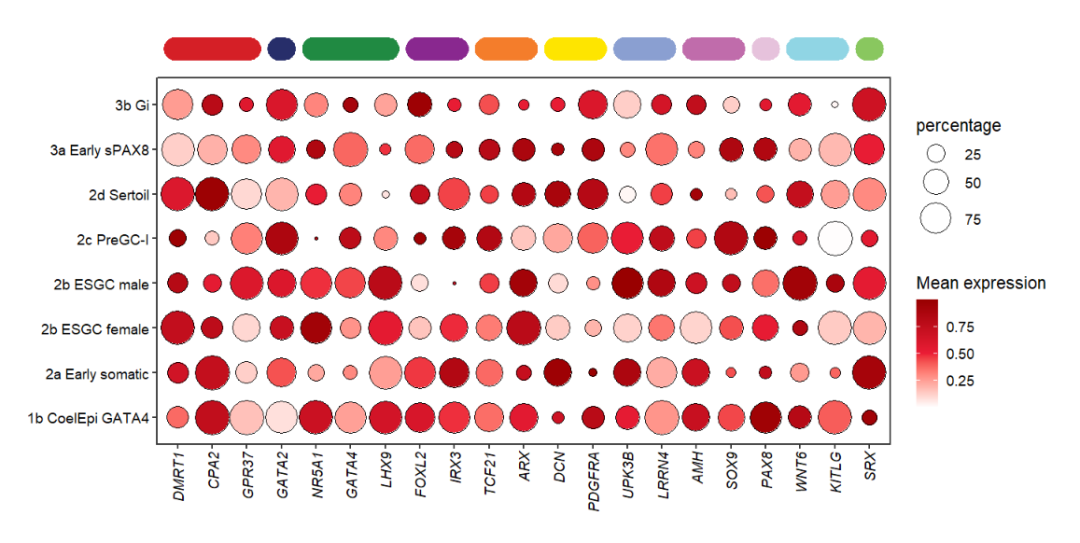 3b Gi
3a Early sPAX8
2d Sertoil
2c PreGC-I
2b ESGC male
2b ESGC female
2a Early somatic
1b CoelEpi GATA4
DMRT1
CPA2
GPR37
GATA2
NR5A1
GATA4
LHX9
FOXL2
IRX3
TCF21
ARX
DCN
PDGFRA
UPK3B
LRRN4
AMH
SOX9
PAX8
WNT6
KITLG
SRX
percentage
25
50
75
Mean expression
0.75
0.50
0.25